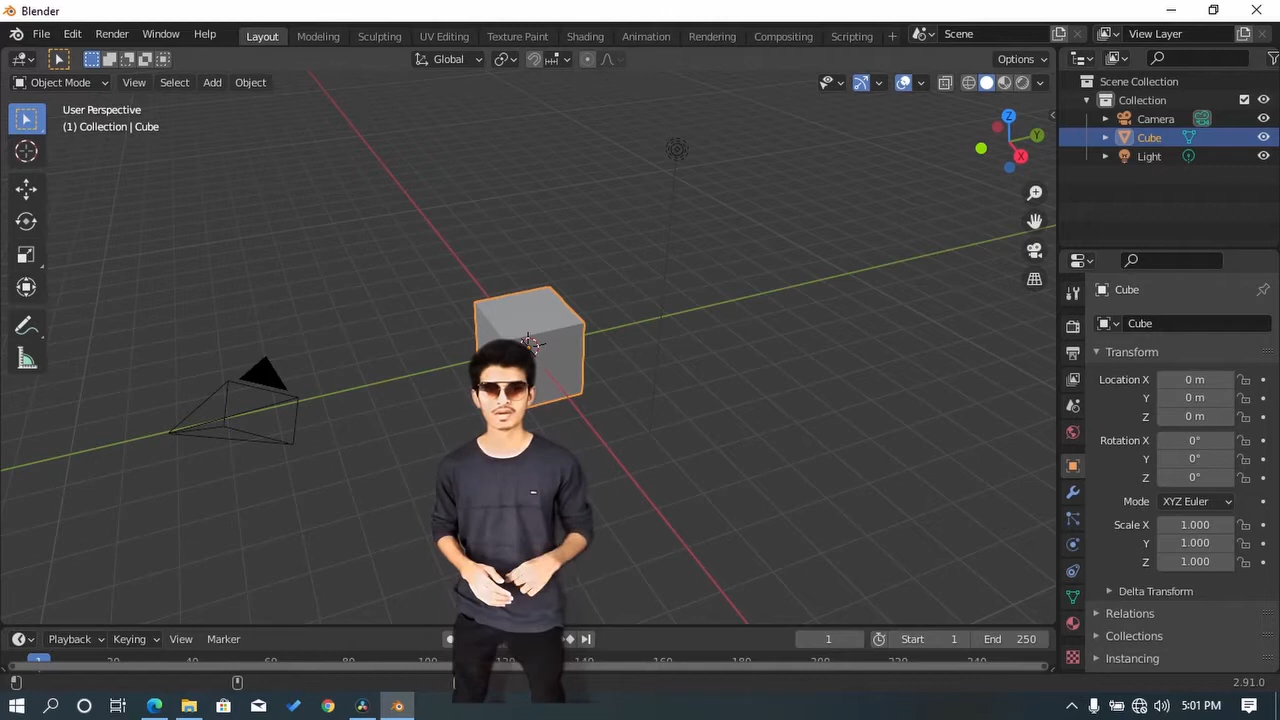 Blender
File Edit Render Window Help Layout Modeling Sculpting UV Editing Texture Paint Shading Animation Rendering Compositing Scripting + Scene View Layer
Global Options
Object Mode View Select Add Object
User Perspective
(1) Collection | Cube
Z
Y
X
Scene Collection
Collection
Camera
Cube
Light
Cube
Cube
Transform
Location X 0 m
Y 0 m
Z 0 m
Rotation X 0°
Y 0°
Z 0°
Mode XYZ Euler
Scale X 1.000
Y 1.000
Z 1.000
Delta Transform
Relations
Collections
Instancing
Playback Keying View Marker 1 Start 1 End 250
2.91.0
5:01 PM